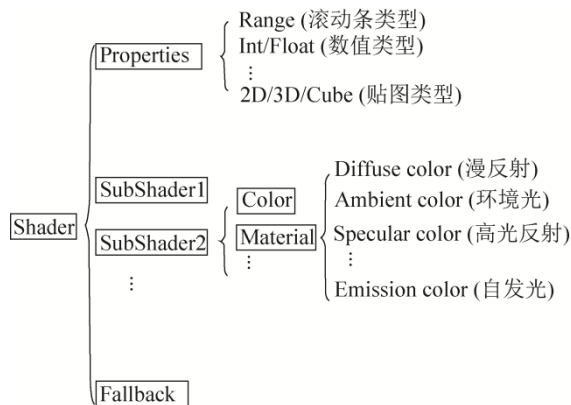 Range (滚动条类型)
Properties
Int/Float (数值类型)
⋮
2D/3D/Cube (贴图类型)
Diffuse color (漫反射)
SubShader1
Color
Ambient color (环境光)
Shader
SubShader2
Material
Specular color (高光反射)
⋮
⋮
⋮
Emission color (自发光)
Fallback